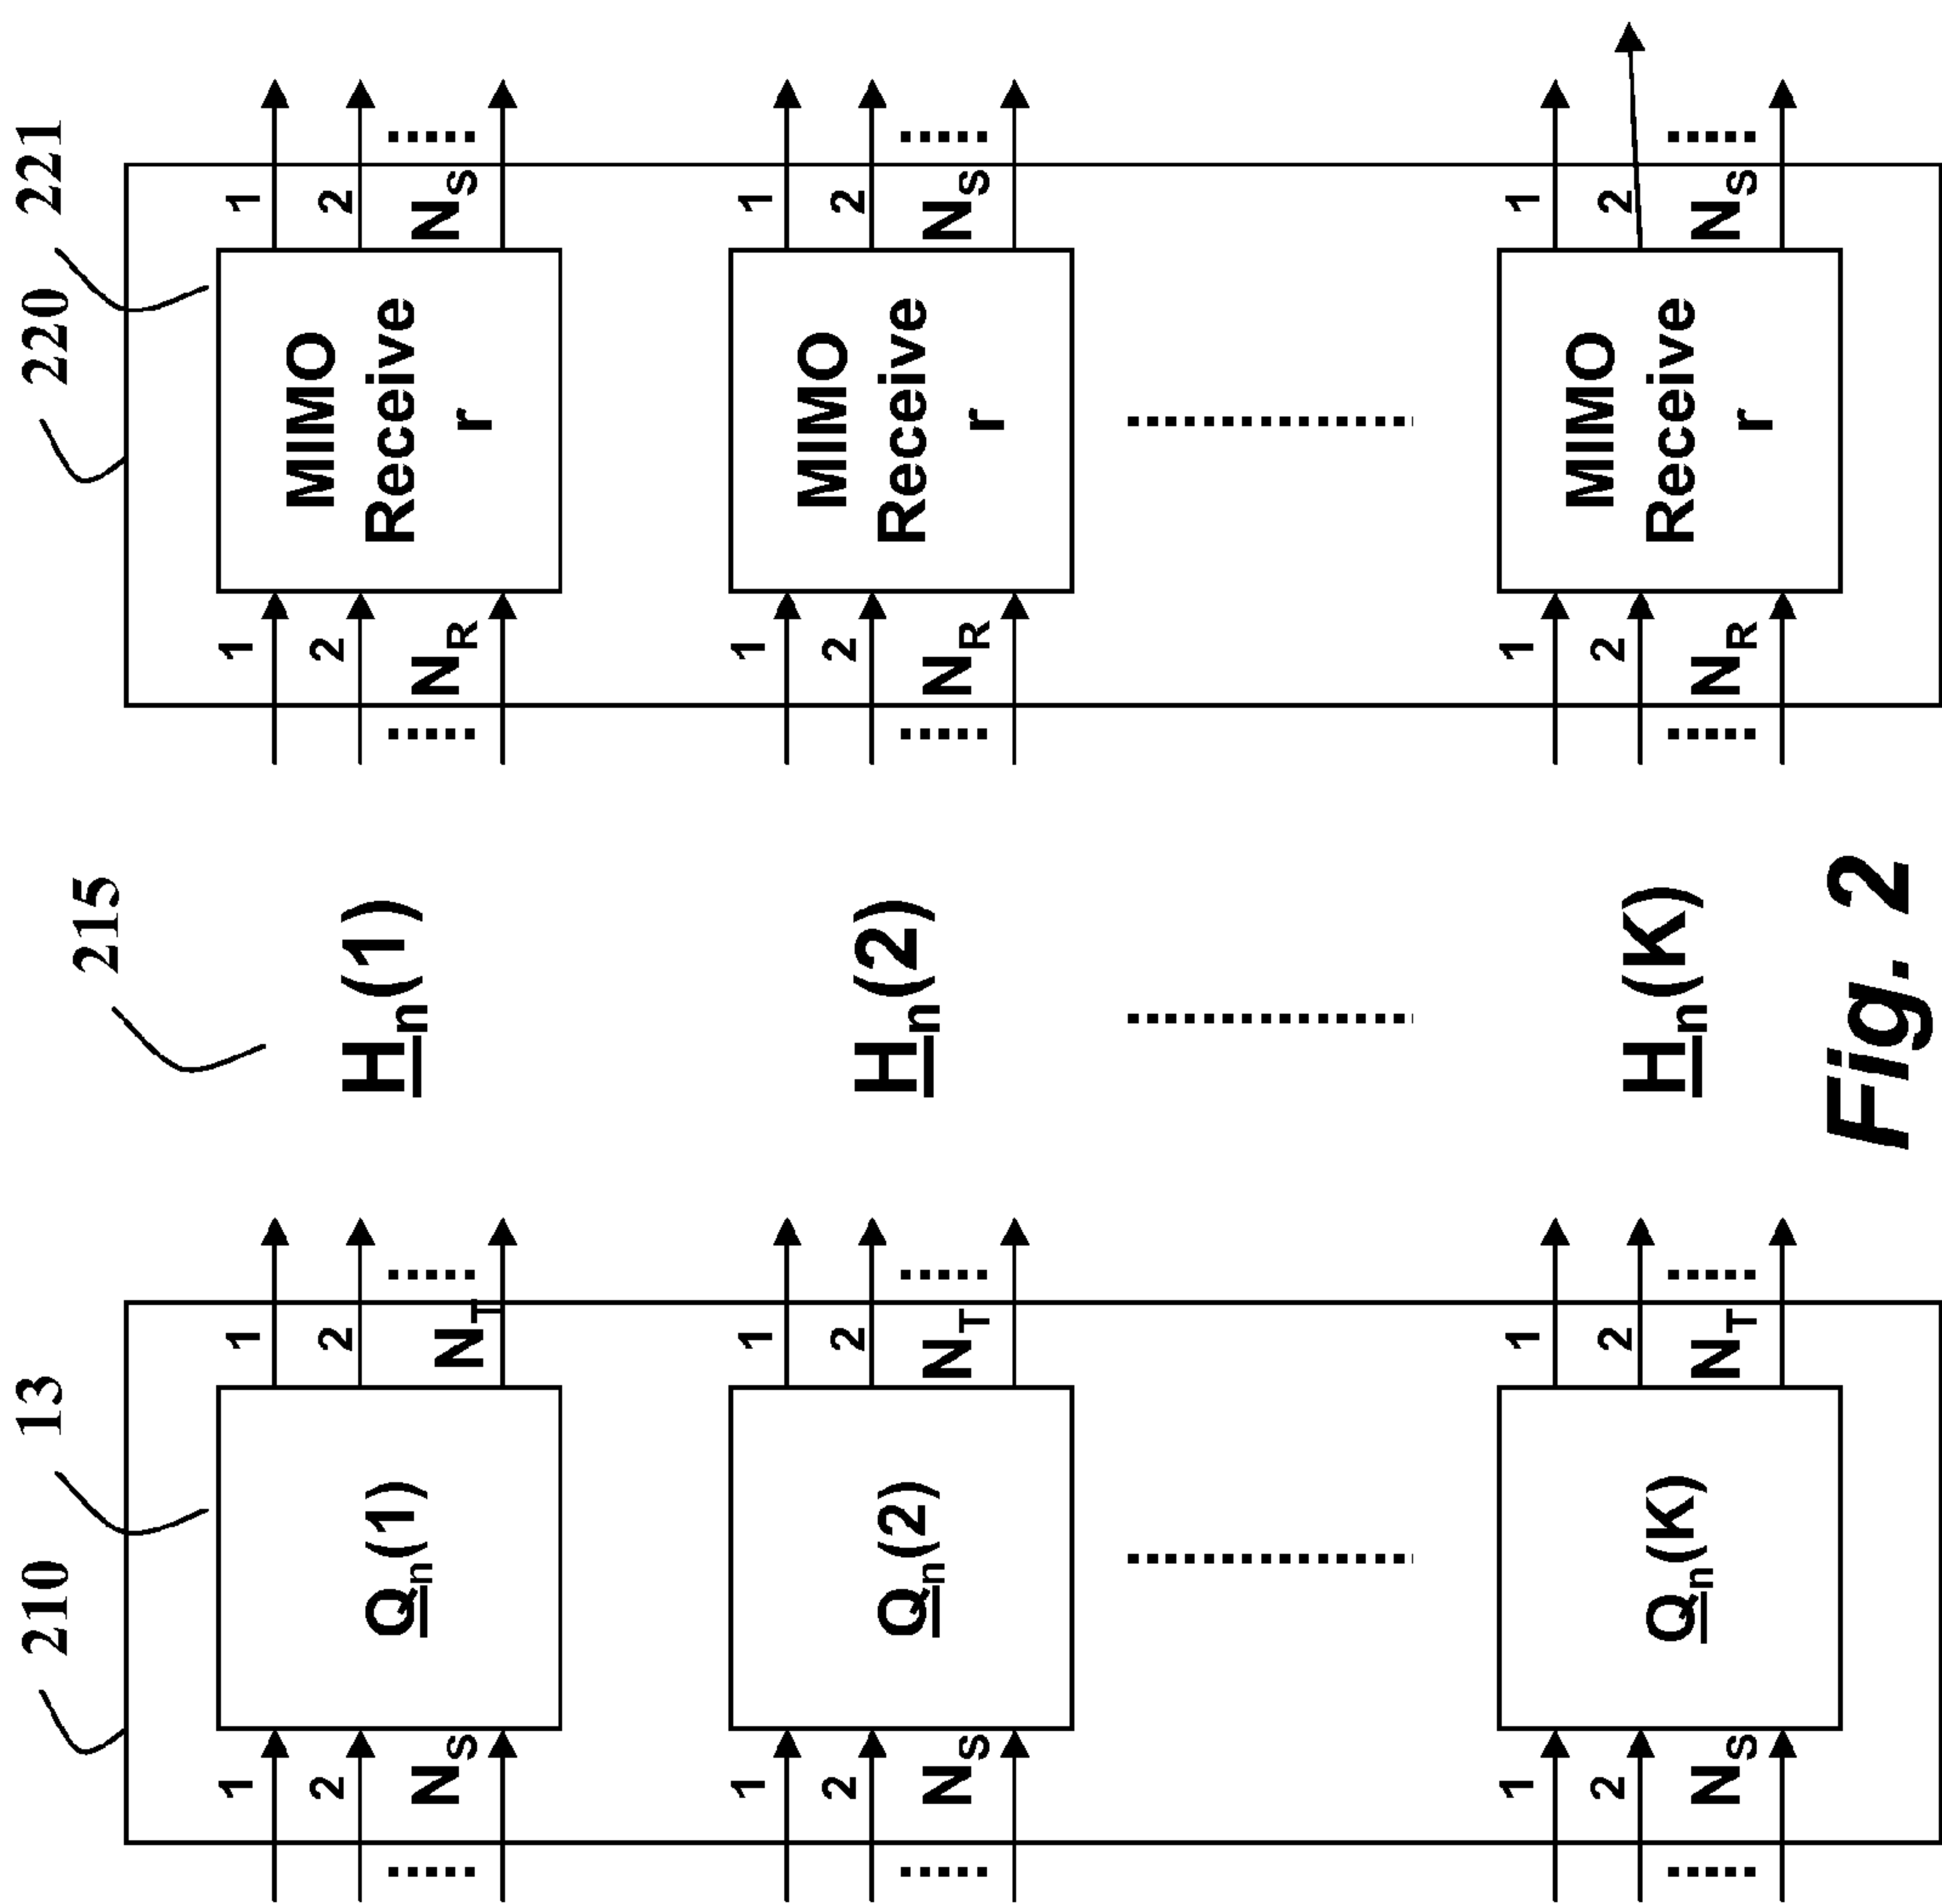 210 13 215 220 221
1 1 1 1
2 2 MIMO 2 2
Q_n(1) H_n(1) Receive
N_S N_T N_R r N_S
1 1 1 1
2 2 MIMO 2 2
Q_n(2) H_n(2) Receive
N_S N_T N_R r N_S
1 1 1 1
2 2 MIMO 2 2
Q_n(K) H_n(K) Receive
N_S N_T N_R r N_S
Fig. 2